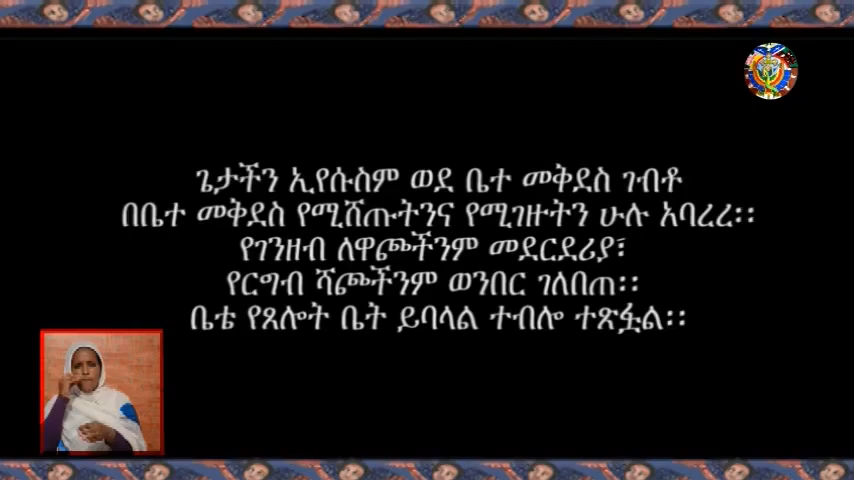 ጌታችን ኢየሱስም ወደ ቤተ መቅደስ ገብቶ
በቤተ መቅደስ የሚሸጡትንና የሚገዙትን ሁሉ አባረረ፡፡
የገንዘብ ለዋጮችንም መደርደሪያ፣
የርግብ ሻጮችንም ወንበር ገለበጠ፡፡
ቤቴ የጸሎት ቤት ይባላል ተብሎ ተጽፏል፡፡